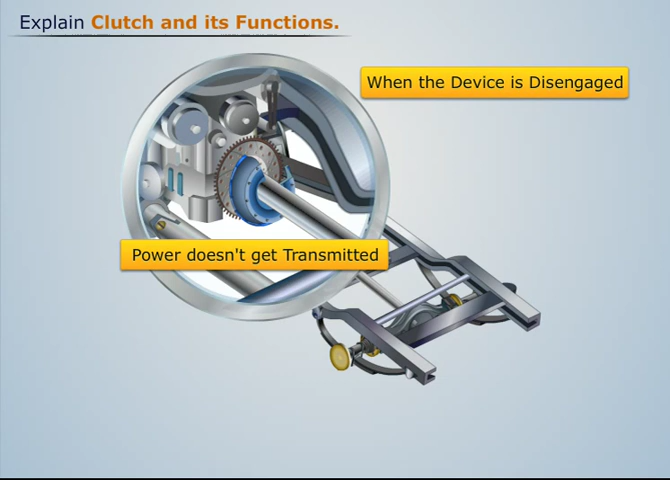 Explain Clutch and its Functions.
When the Device is Disengaged
Power doesn't get Transmitted